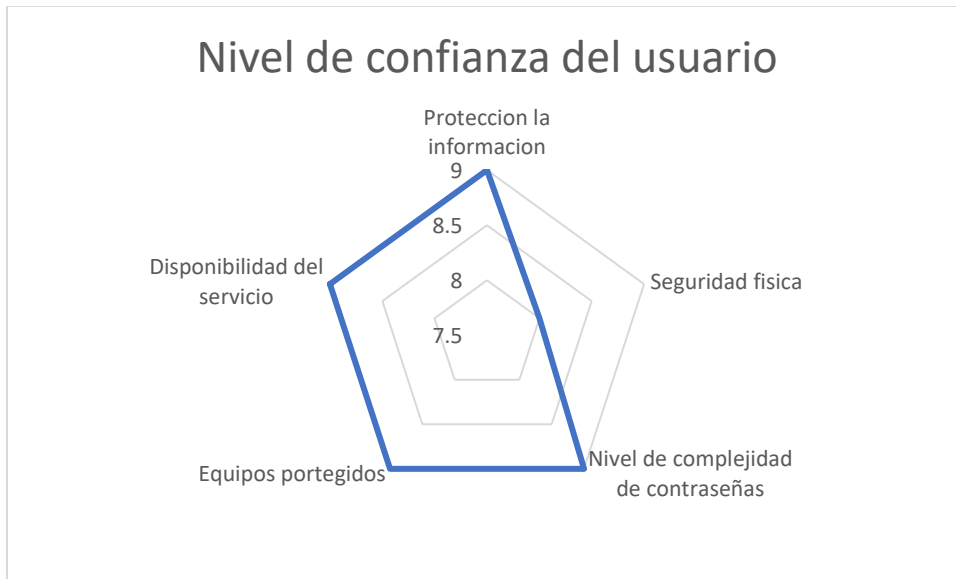 Nivel de confianza del usuario
Proteccion la
informacion
9
8.5
8
7.5
Disponibilidad del
servicio
Seguridad fisica
Equipos portegidos
Nivel de complejidad
de contraseñas